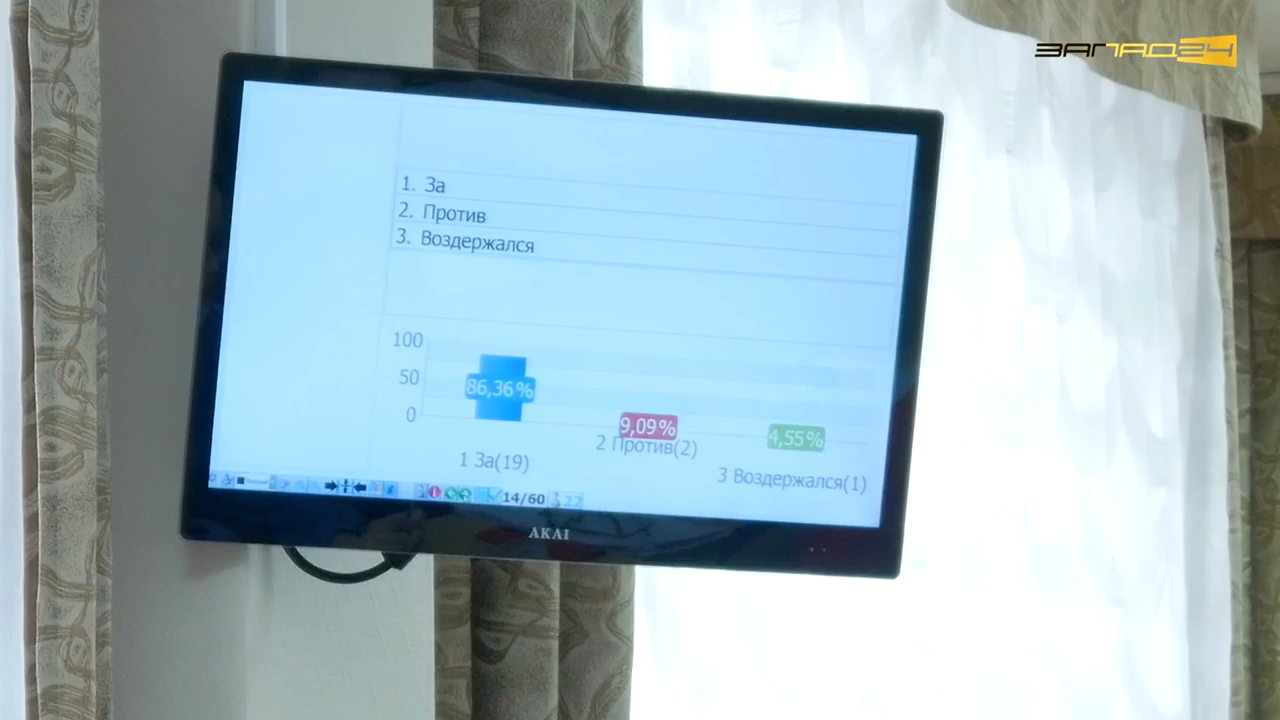 ЗАПАД24
1. За
2. Против
3. Воздержался
100
50
0
86,36%
9,09%
4,55%
1 За(19)
2 Против(2)
3 Воздержался(1)
14/60
22
AKAI